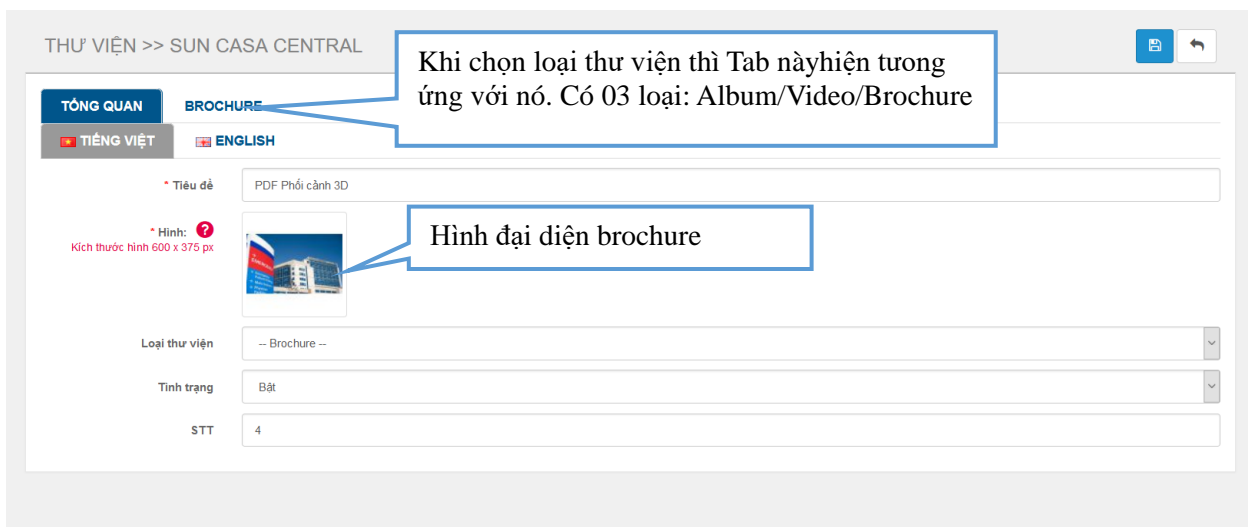 THƯ VIỆN >> SUN CASA CENTRAL
Khi chọn loại thư viện thì Tab nàyhiện tương
ứng với nó. Có 03 loại: Album/Video/Brochure
TỔNG QUAN BROCHURE
TIẾNG VIỆT ENGLISH
* Tiêu đề PDF Phối cảnh 3D
* Hình: ?
Kích thước hình 600 x 375 px
Hình đại diện brochure
Loại thư viện -- Brochure --
Tình trạng Bật
STT 4